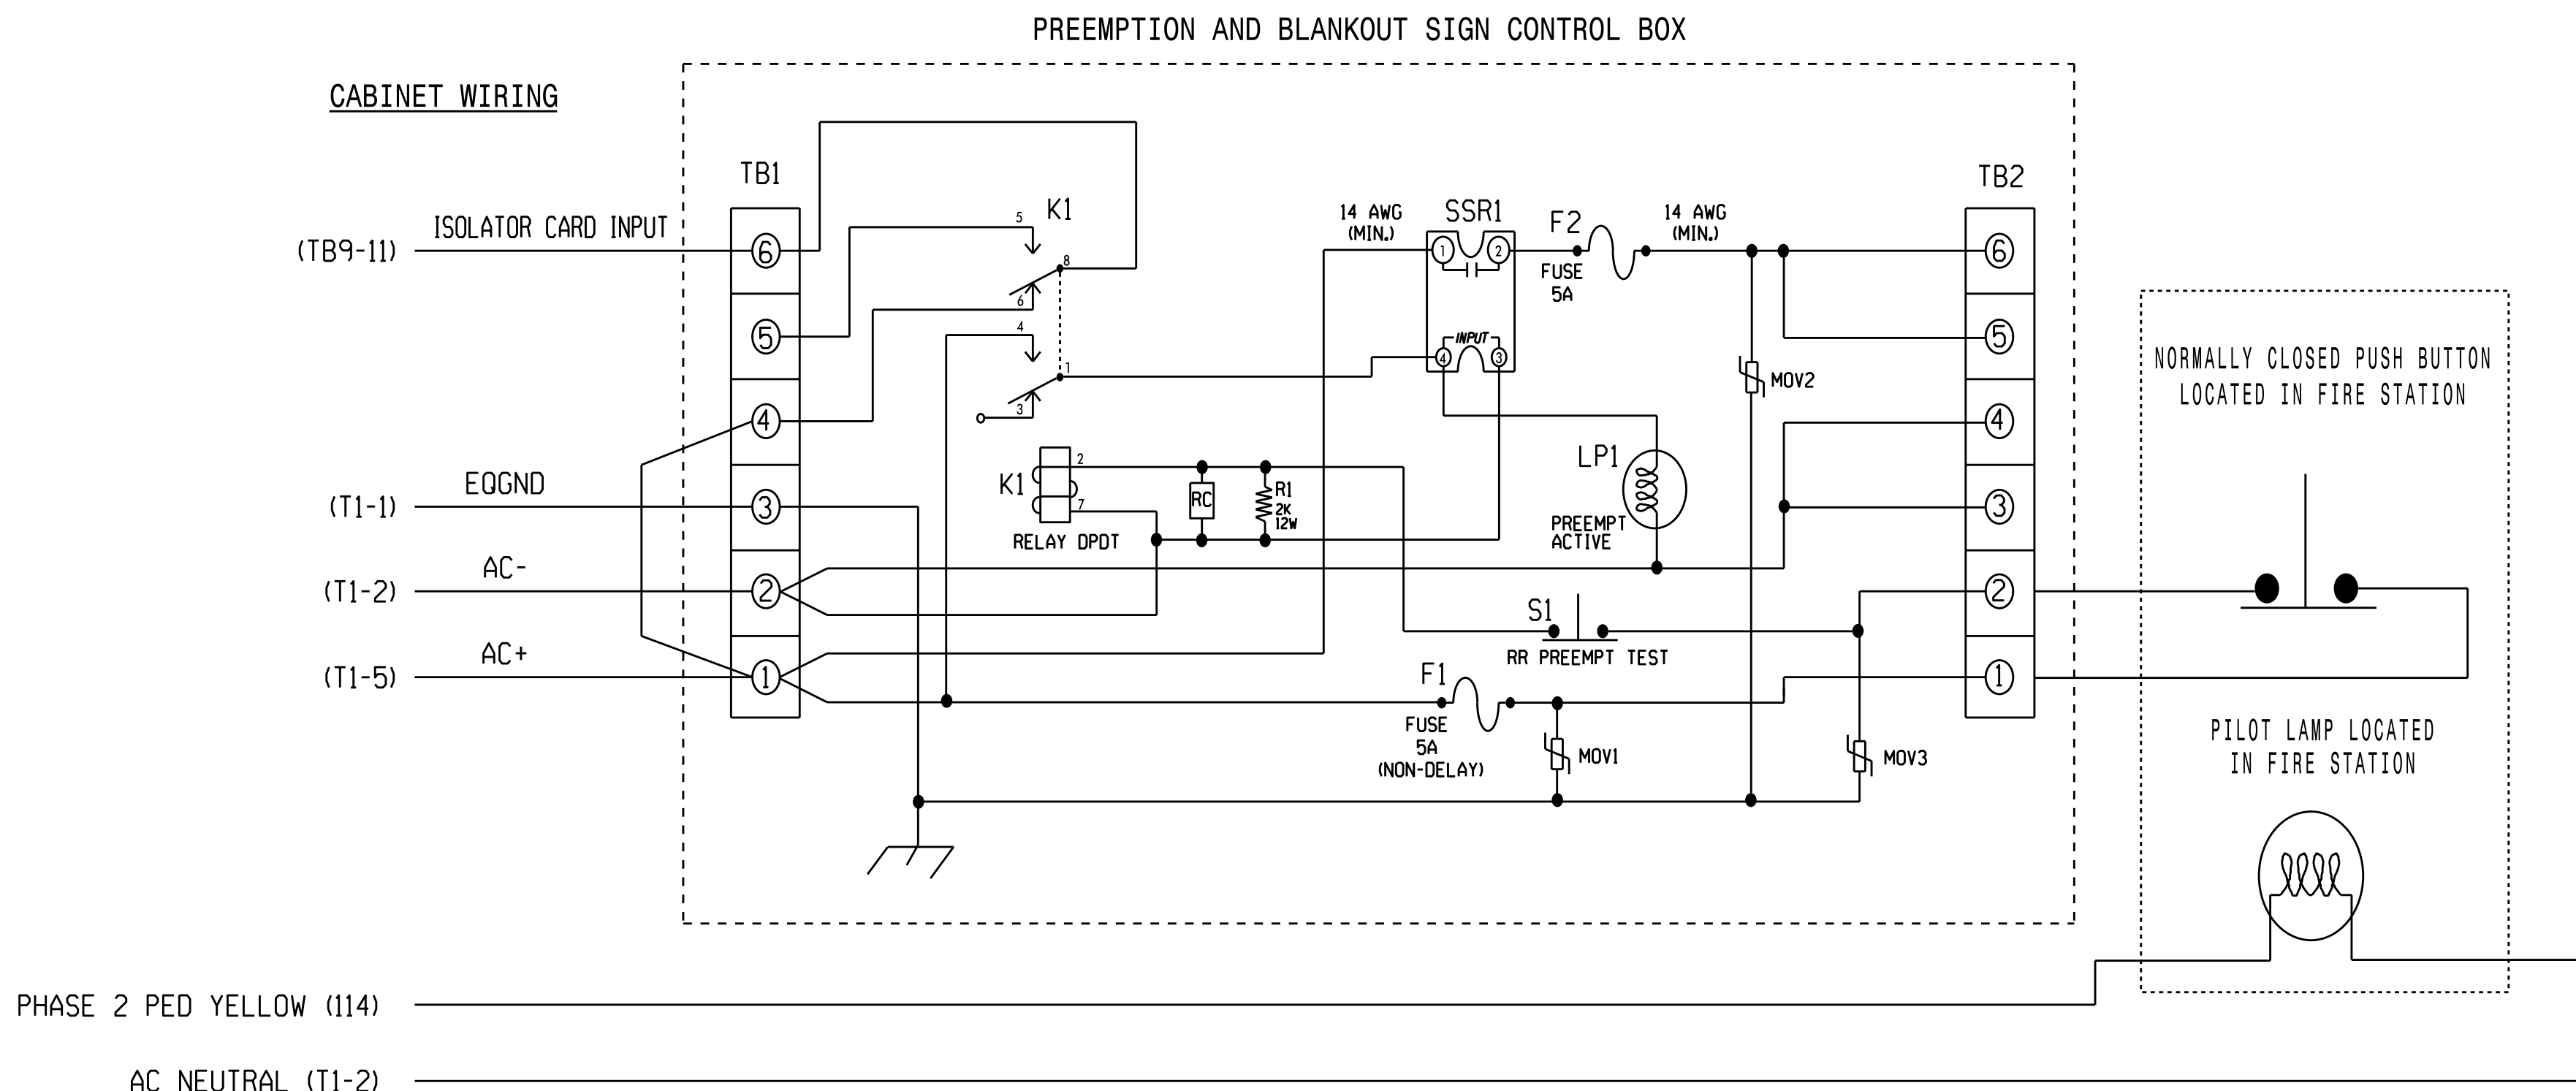 PREEMPTION AND BLANKOUT SIGN CONTROL BOX
CABINET WIRING
TB1
(TB9-11)
ISOLATOR CARD INPUT
6
5
4
(T1-1)
EQGND
3
(T1-2)
AC-
2
(T1-5)
AC+
1
K1
5
8
6
4
1
3
K1
2
7
RELAY DPDT
RC
R1
2K
12W
14 AWG
(MIN.)
SSR1
1
2
INPUT
4
3
F2
FUSE
5A
14 AWG
(MIN.)
MOV2
LP1
PREEMPT
ACTIVE
S1
RR PREEMPT TEST
F1
FUSE
5A
(NON-DELAY)
MOV1
MOV3
TB2
6
5
4
3
2
1
NORMALLY CLOSED PUSH BUTTON
LOCATED IN FIRE STATION
PILOT LAMP LOCATED
IN FIRE STATION
PHASE 2 PED YELLOW (114)
AC NEUTRAL (T1-2)